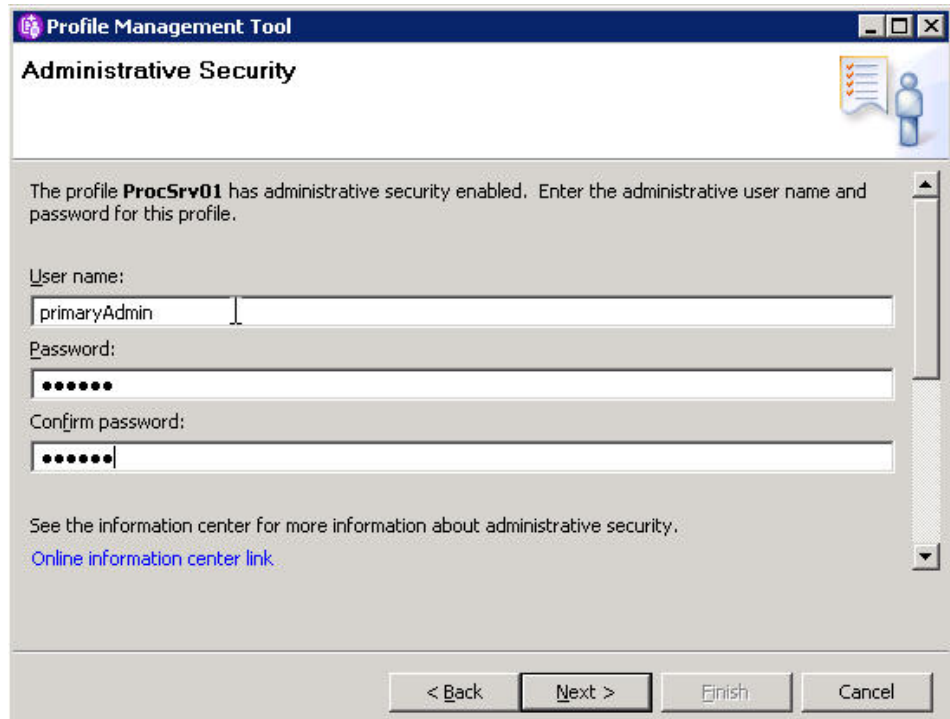 Profile Management Tool
Administrative Security
The profile ProcSrv01 has administrative security enabled. Enter the administrative user name and
password for this profile.
User name:
primaryAdmin
Password:
●●●●●●
Confirm password:
●●●●●●
See the information center for more information about administrative security.
Online information center link
< Back
Next >
Finish
Cancel